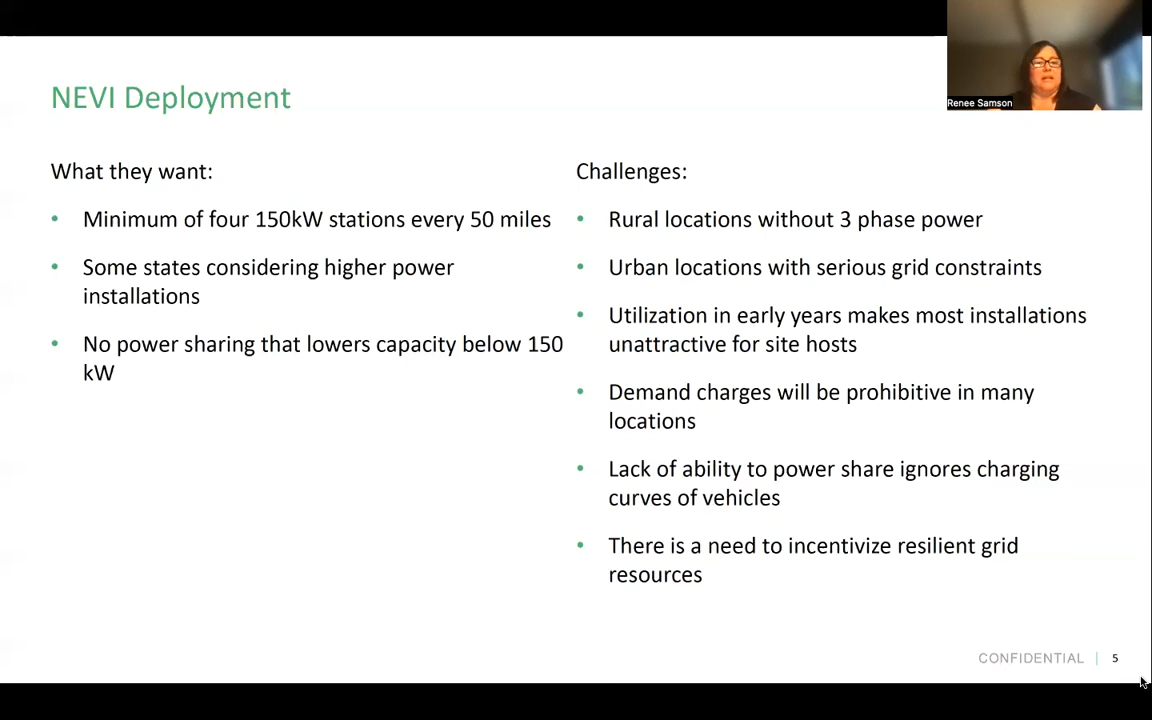 NEVI Deployment
Renee Samson
What they want:
• Minimum of four 150kW stations every 50 miles
• Some states considering higher power
installations
• No power sharing that lowers capacity below 150
kW
Challenges:
• Rural locations without 3 phase power
• Urban locations with serious grid constraints
• Utilization in early years makes most installations
unattractive for site hosts
• Demand charges will be prohibitive in many
locations
• Lack of ability to power share ignores charging
curves of vehicles
• There is a need to incentivize resilient grid
resources
CONFIDENTIAL | 5